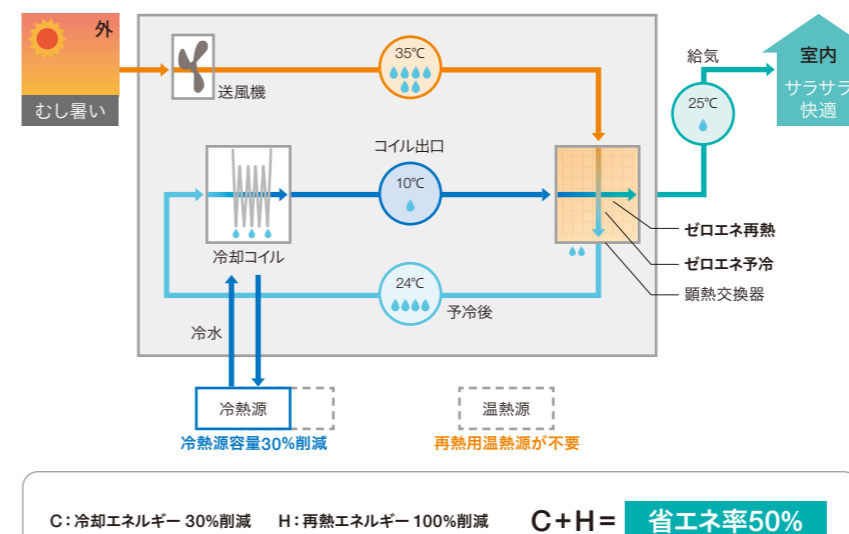 外
むし暑い
送風機
35℃
給気
25℃
室内
サラサラ
快適
コイル出口
10℃
冷却コイル
ゼロエネ再熱
ゼロエネ予冷
顕熱交換器
24℃
予冷後
冷水
冷熱源
冷熱源容量30%削減
温熱源
再熱用温熱源が不要
C:冷却エネルギー 30%削減 H:再熱エネルギー 100%削減 C+H= 省エネ率50%